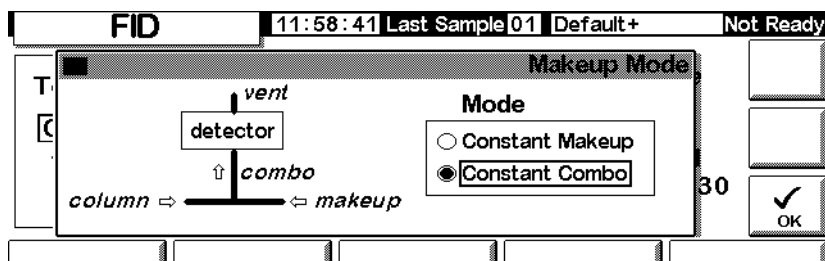 FID 11:58:41 Last Sample 01 Default+ Not Ready
Makeup Mode
T
vent
Mode
detector
Constant Makeup
combo
Constant Combo
30
column ⇨ ⇦ makeup
OK